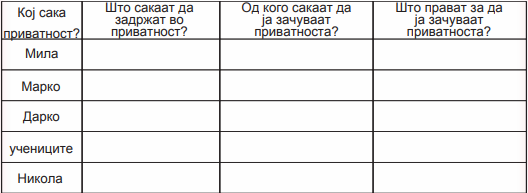 Кој сака
приватност?
Што сакаат да
задржат во
приватност?
Од кого сакаат да
ја зачуваат
приватноста?
Што прават за да
ја зачуваат
приватноста?
Мила
Марко
Дарко
учениците
Никола